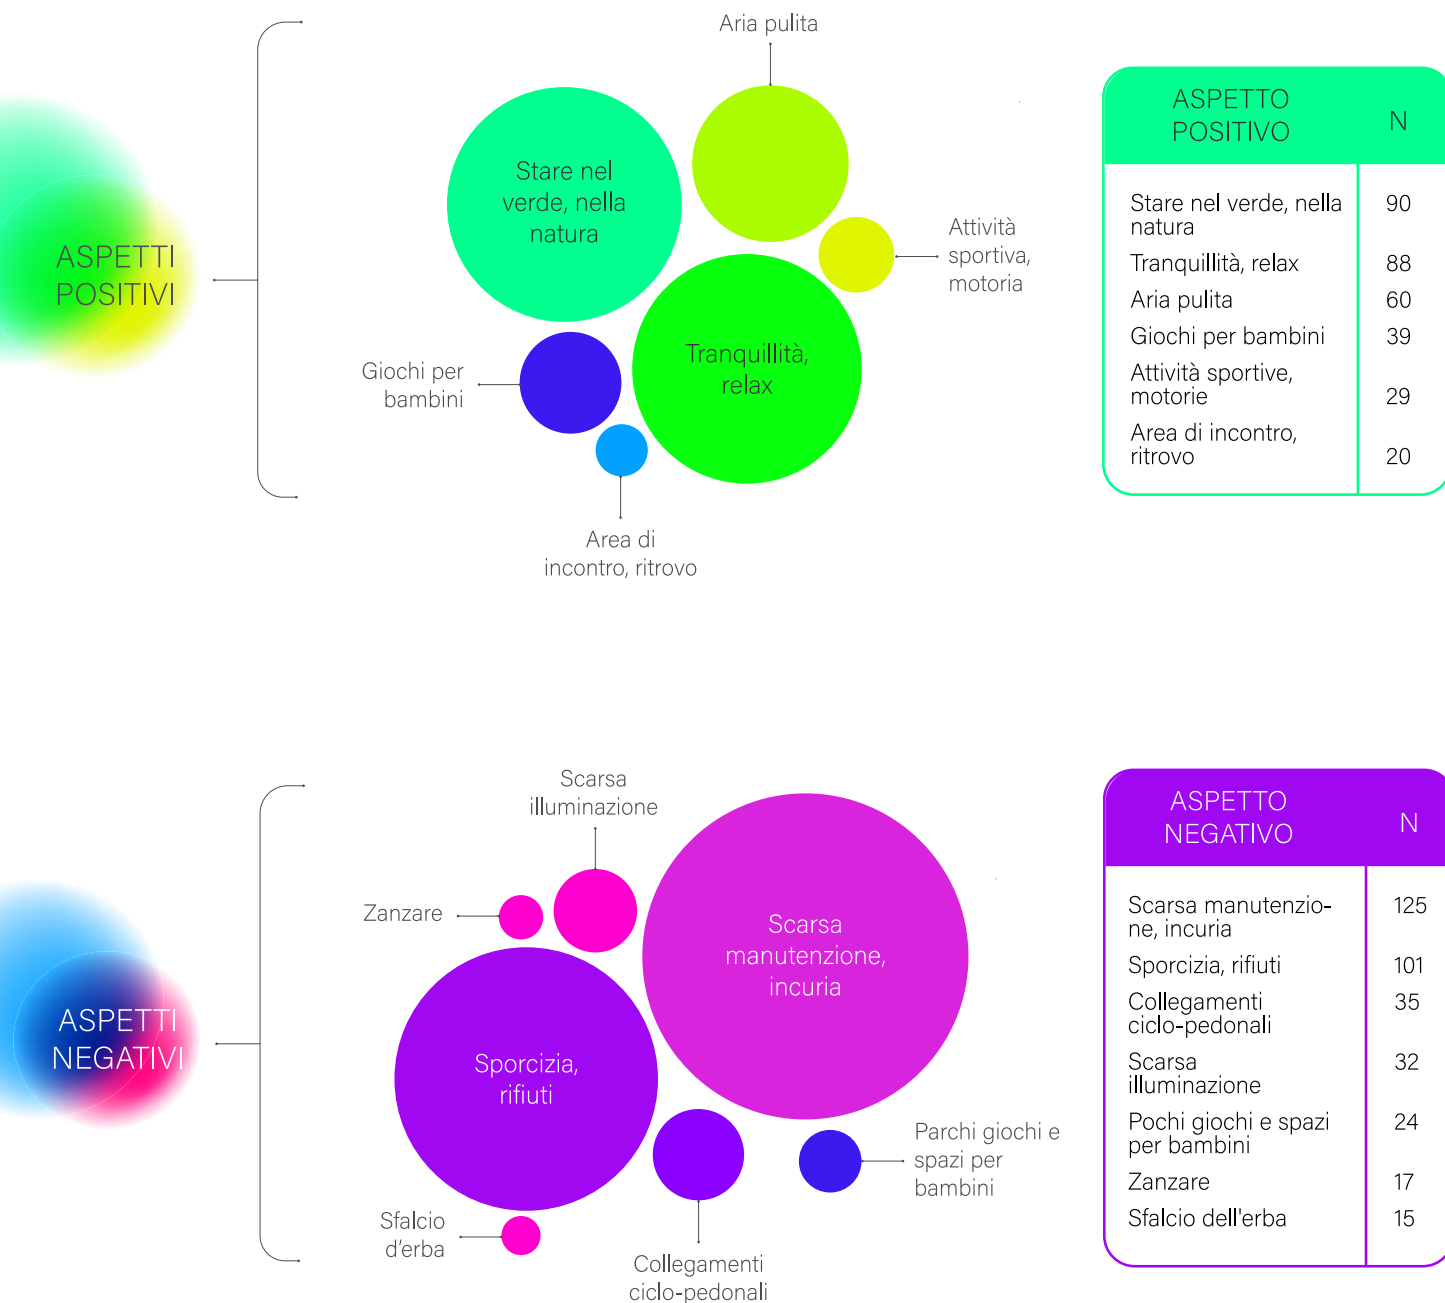 ASPETTI
POSITIVI
Aria pulita
Stare nel
verde, nella
natura
Attività
sportiva,
motoria
Tranquillità,
relax
Giochi per
bambini
Area di
incontro, ritrovo
ASPETTO
POSITIVO
N
Stare nel verde, nella
natura
90
Tranquillità, relax
88
Aria pulita
60
Giochi per bambini
39
Attività sportive,
motorie
29
Area di incontro,
ritrovo
20
ASPETTI
NEGATIVI
Scarsa
illuminazione
Zanzare
Scarsa
manutenzione,
incuria
Sporcizia,
rifiuti
Parchi giochi e
spazi per
bambini
Sfalcio
d'erba
Collegamenti
ciclo-pedonali
ASPETTO
NEGATIVO
N
Scarsa manutenzio-
ne, incuria
125
Sporcizia, rifiuti
101
Collegamenti
ciclo-pedonali
35
Scarsa
illuminazione
32
Pochi giochi e spazi
per bambini
24
Zanzare
17
Sfalcio dell'erba
15